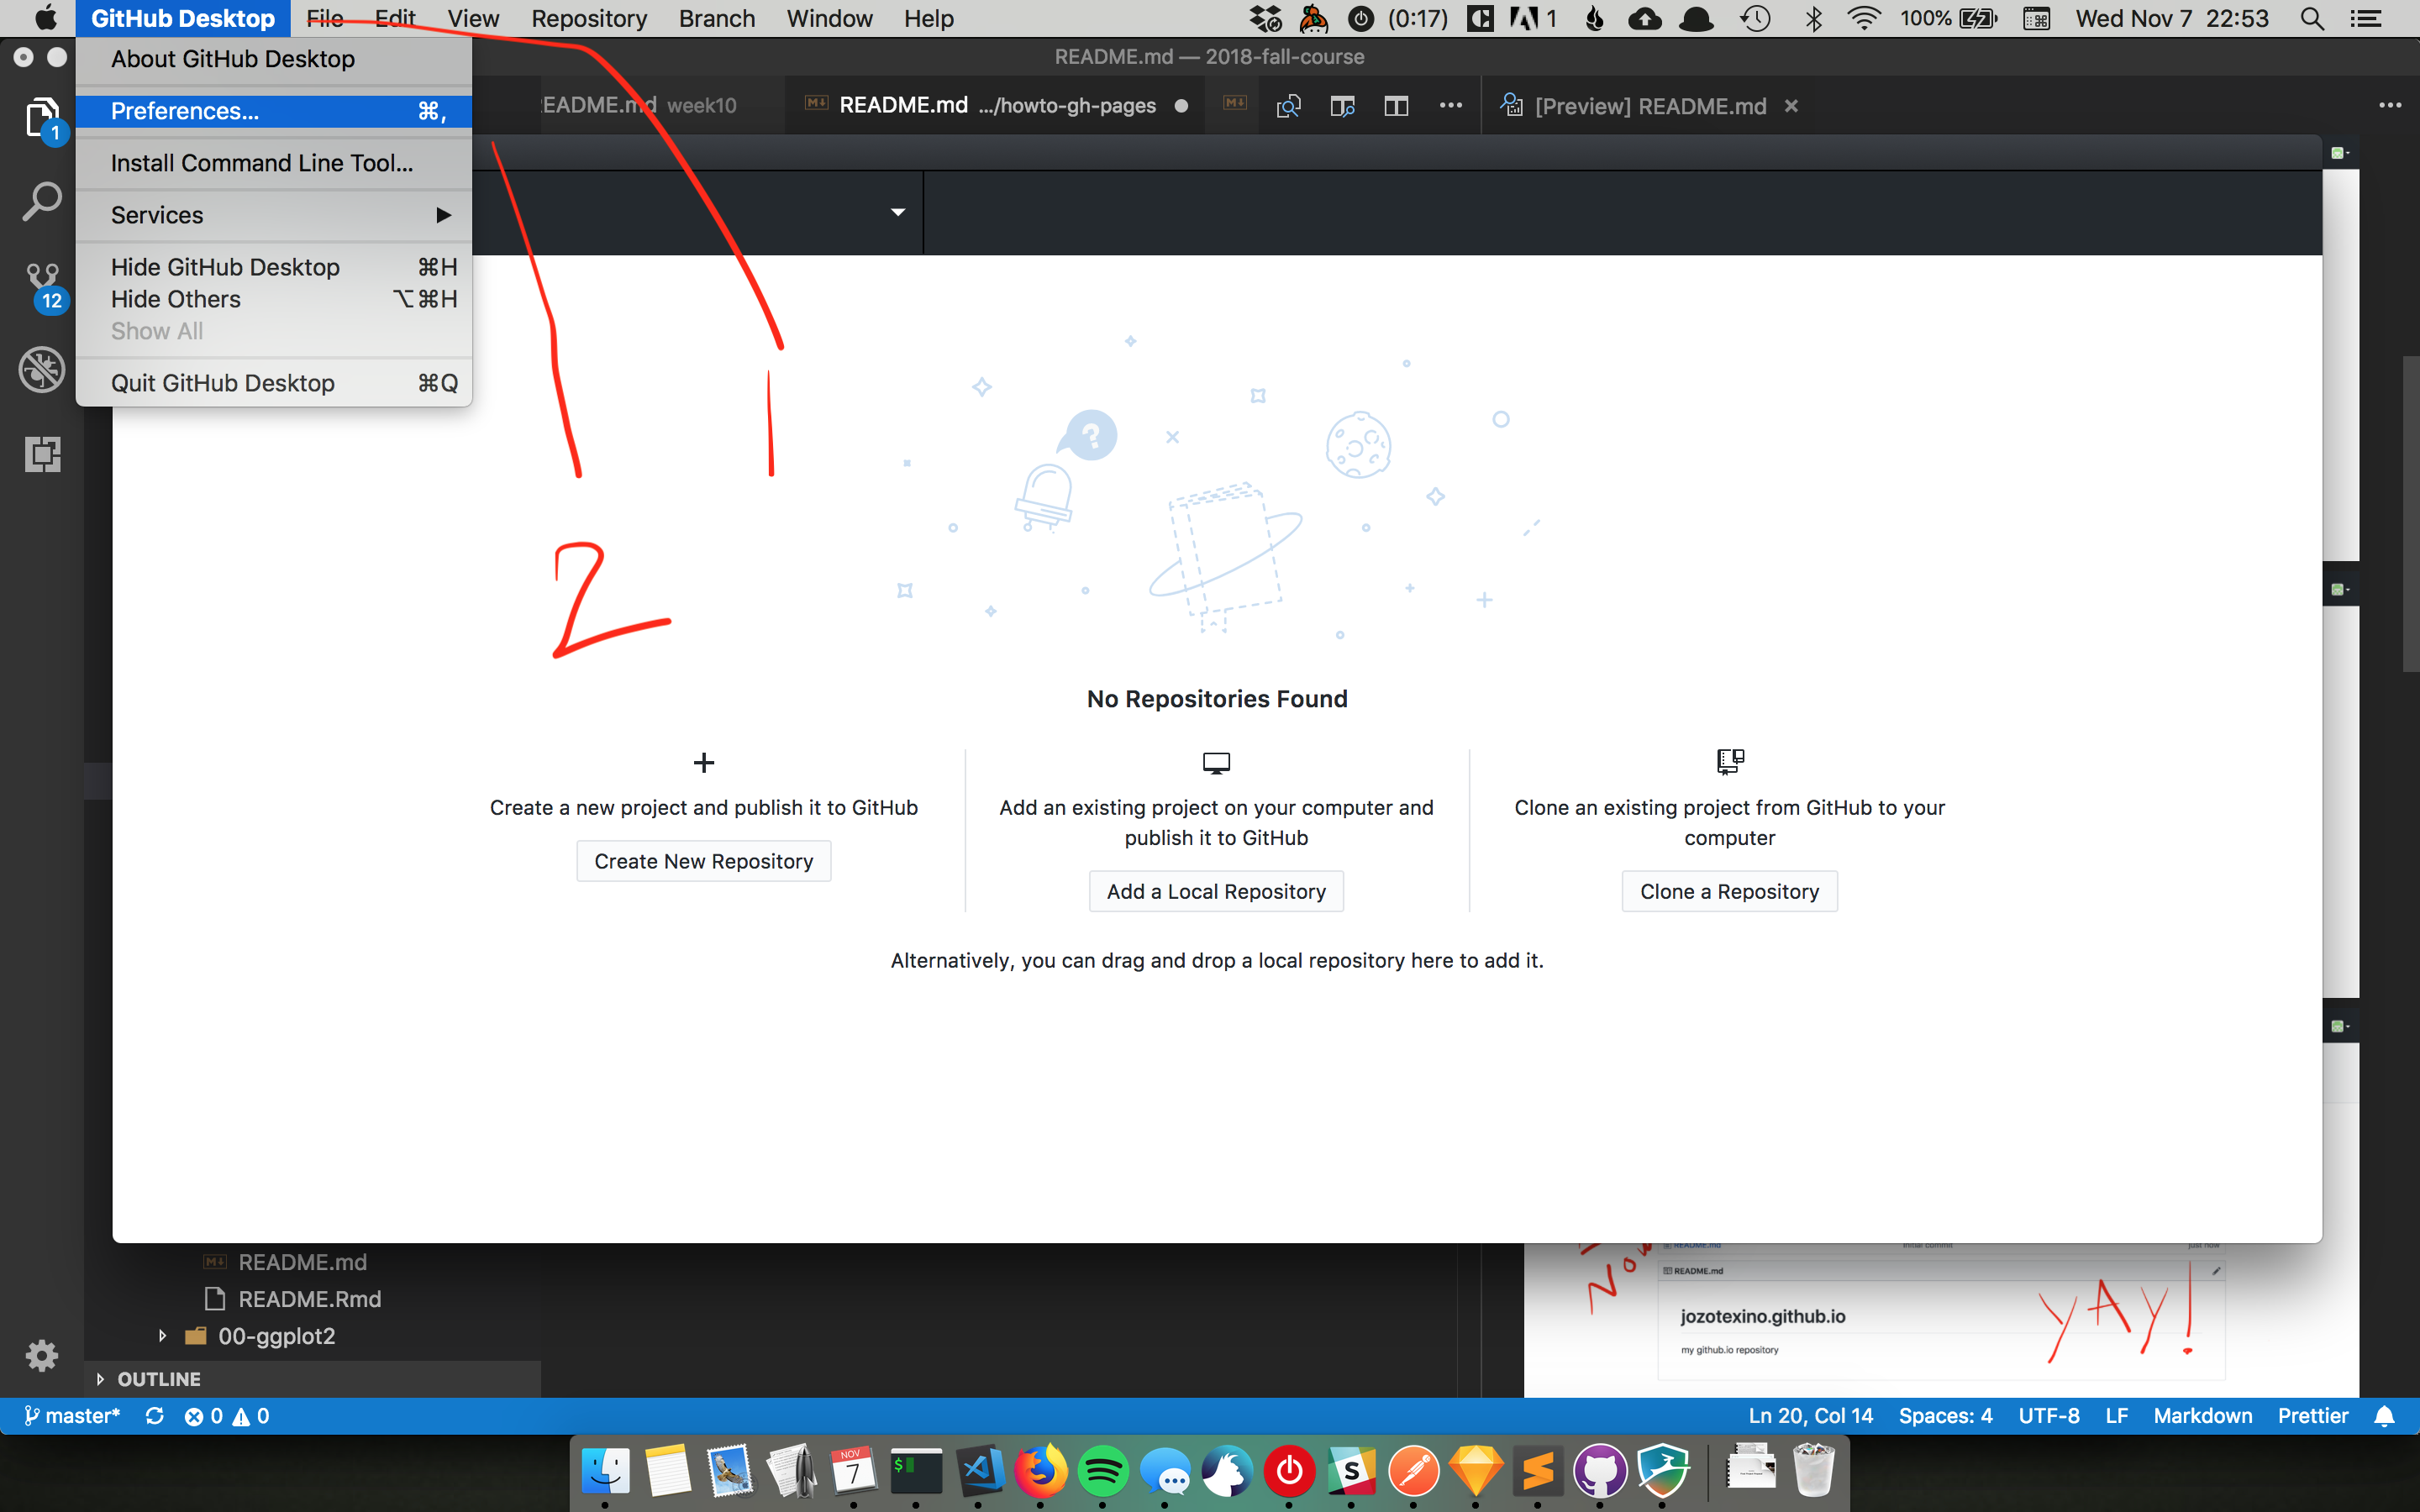 GitHub Desktop File Edit View Repository Branch Window Help (0:17) 1 100% Wed Nov 7 22:53
README.md — 2018-fall-course
About GitHub Desktop
README.md .../howto-gh-pages [Preview] README.md
EADME.md week10
Preferences... ⌘,
1
Install Command Line Tool...
Services
Hide GitHub Desktop ⌘H
12
Hide Others ⌥⌘H
Show All
Quit GitHub Desktop ⌘Q
1
?
2
No Repositories Found
Create a new project and publish it to GitHub
Create New Repository
Add an existing project on your computer and
publish it to GitHub
Add a Local Repository
Clone an existing project from GitHub to your
computer
Clone a Repository
Alternatively, you can drag and drop a local repository here to add it.
README.md
README.Rmd
00-ggplot2
OUTLINE
README.md Initial commit just now
Now
README.md
YAY!
jozotexino.github.io
my github.io repository
master* 0 0 Ln 20, Col 14 Spaces: 4 UTF-8 LF Markdown Prettier
NOV
7
$
S